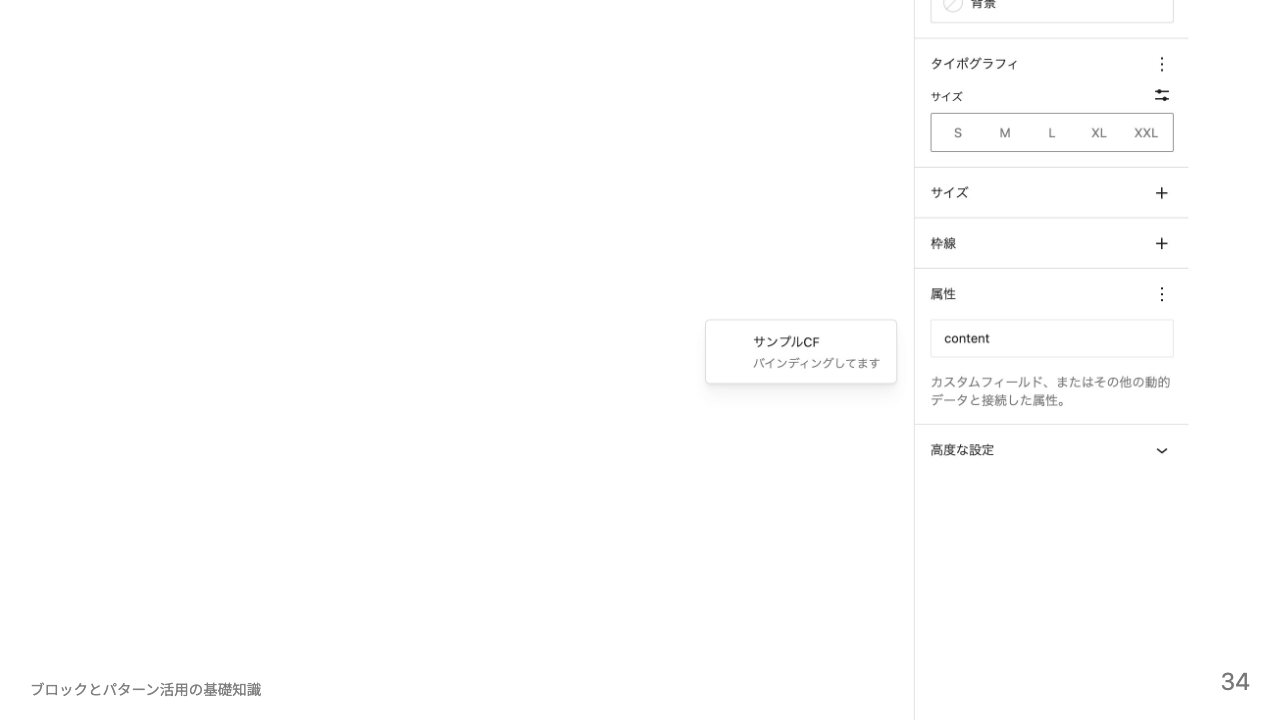 背景
タイポグラフィ
サイズ
S M L XL XXL
サイズ
枠線
属性
content
サンプルCF
バインディングしてます
カスタムフィールド、またはその他の動的
データと接続した属性。
高度な設定
ブロックとパターン活用の基礎知識
34